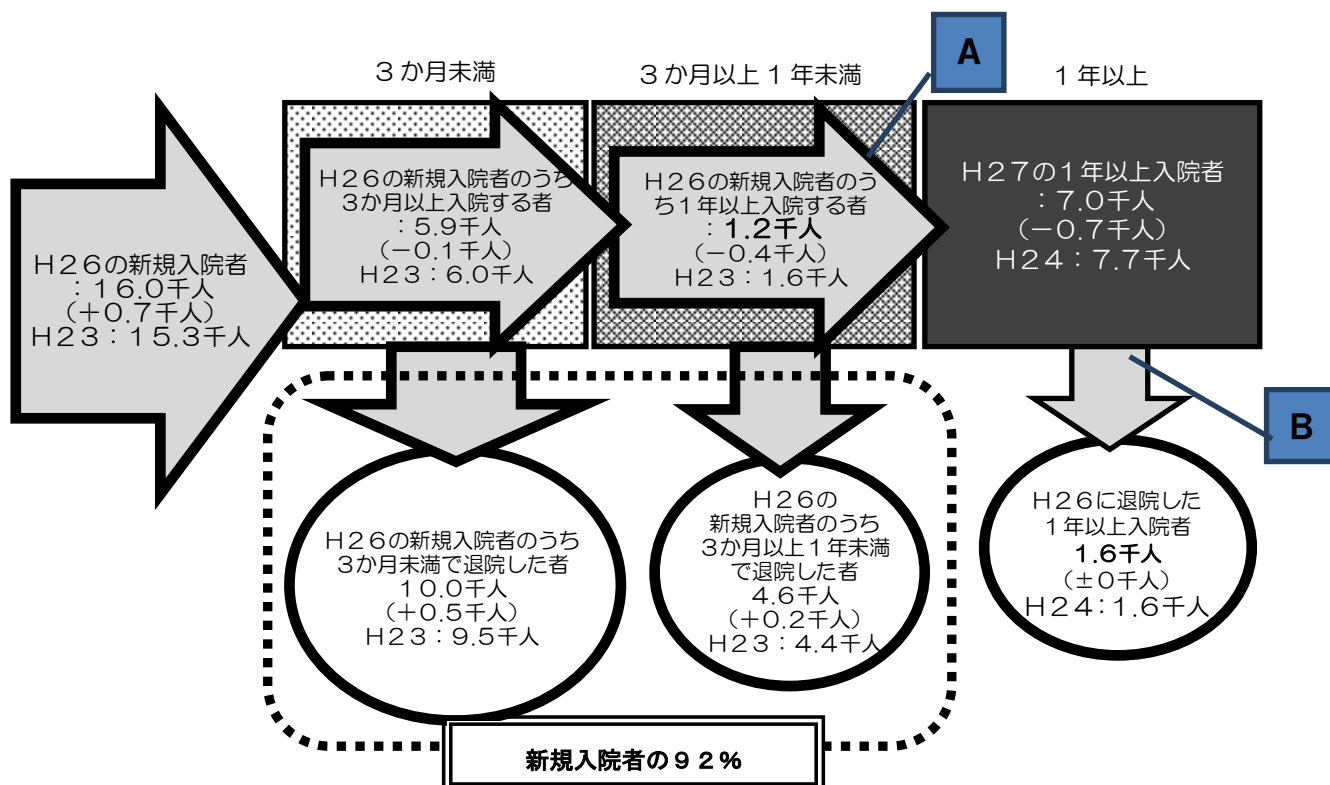 A
３か月未満
３か月以上１年未満
１年以上
H２６の新規入院者
：１６.０千人
（＋０.７千人）
H２３：１５.３千人
H２６の新規入院者のうち
３か月以上入院する者
：５.９千人
（－０.１千人）
H２３：６.０千人
H２６の新規入院者のう
ち１年以上入院する者
：１.２千人
（－０.４千人）
H２３：１.６千人
H２７の１年以上入院者
：７.０千人
（－０.７千人）
H２４：７.７千人
B
H２６の新規入院者のうち
３か月未満で退院した者
１０.０千人
（＋０.５千人）
H２３：９.５千人
H２６の
新規入院者のうち
３か月以上１年未満
で退院した者
４.６千人
（＋０.２千人）
H２３：４.４千人
H２６に退院した
１年以上入院者
１.６千人
（±０千人）
H２４：１.６千人
新規入院者の９２％